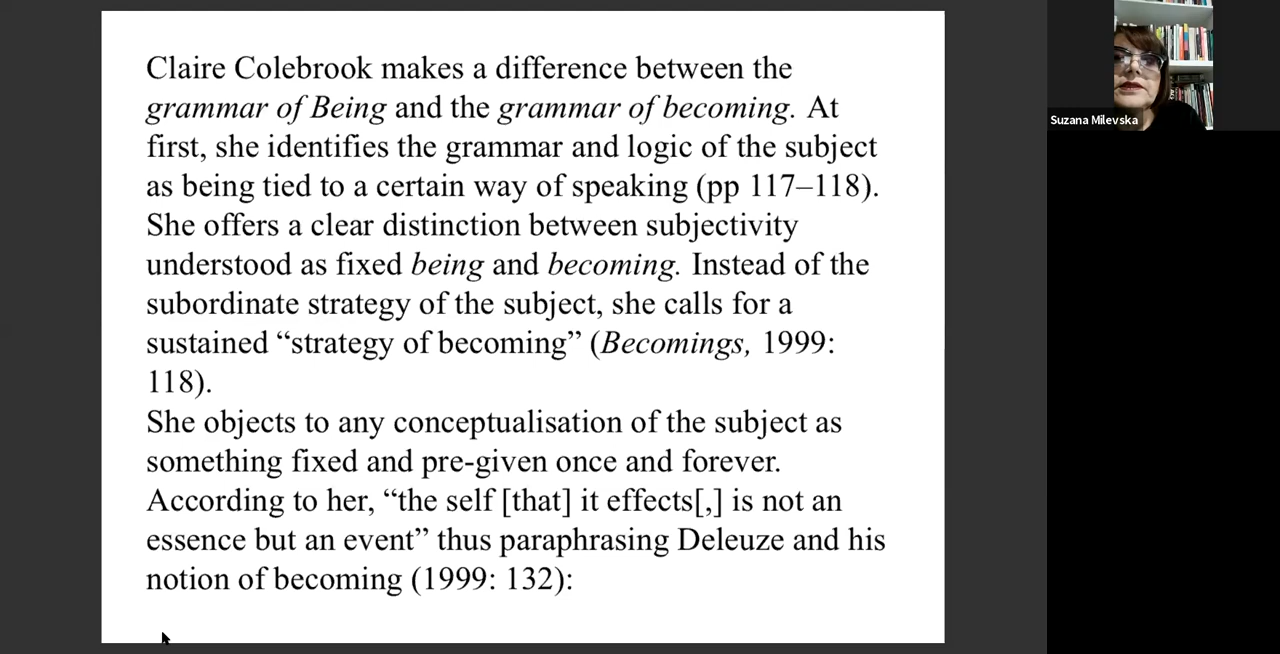 Claire Colebrook makes a difference between the
grammar of Being and the grammar of becoming. At
first, she identifies the grammar and logic of the subject
as being tied to a certain way of speaking (pp 117–118).
She offers a clear distinction between subjectivity
understood as fixed being and becoming. Instead of the
subordinate strategy of the subject, she calls for a
sustained “strategy of becoming” (Becomings, 1999:
118).
She objects to any conceptualisation of the subject as
something fixed and pre-given once and forever.
According to her, “the self [that] it effects[,] is not an
essence but an event” thus paraphrasing Deleuze and his
notion of becoming (1999: 132):
Suzana Milevska